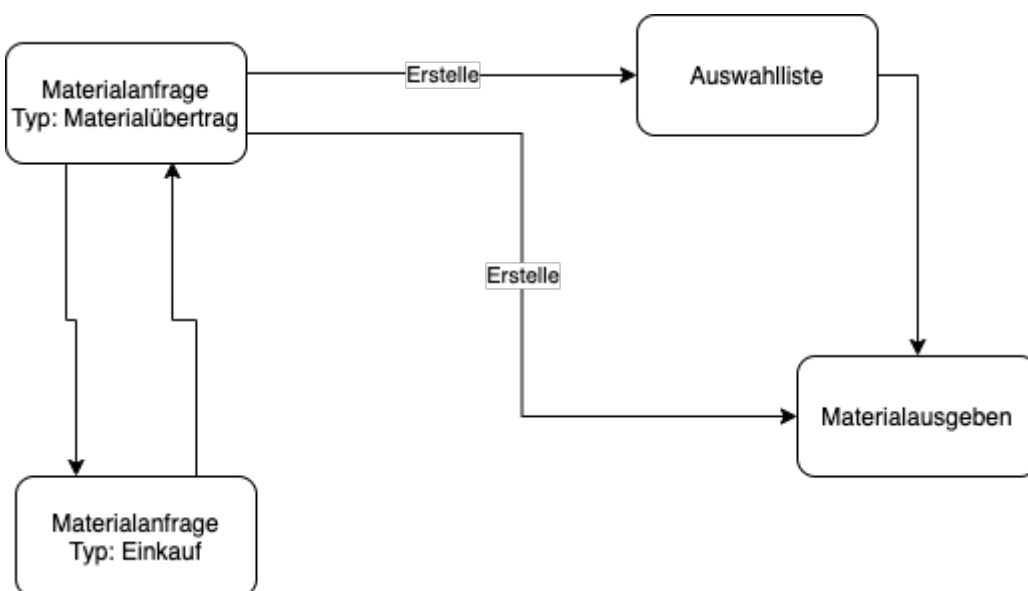 Materialanfrage
Typ: Materialübertrag
Erstelle
Auswahlliste
Erstelle
Materialausgeben
Materialanfrage
Typ: Einkauf